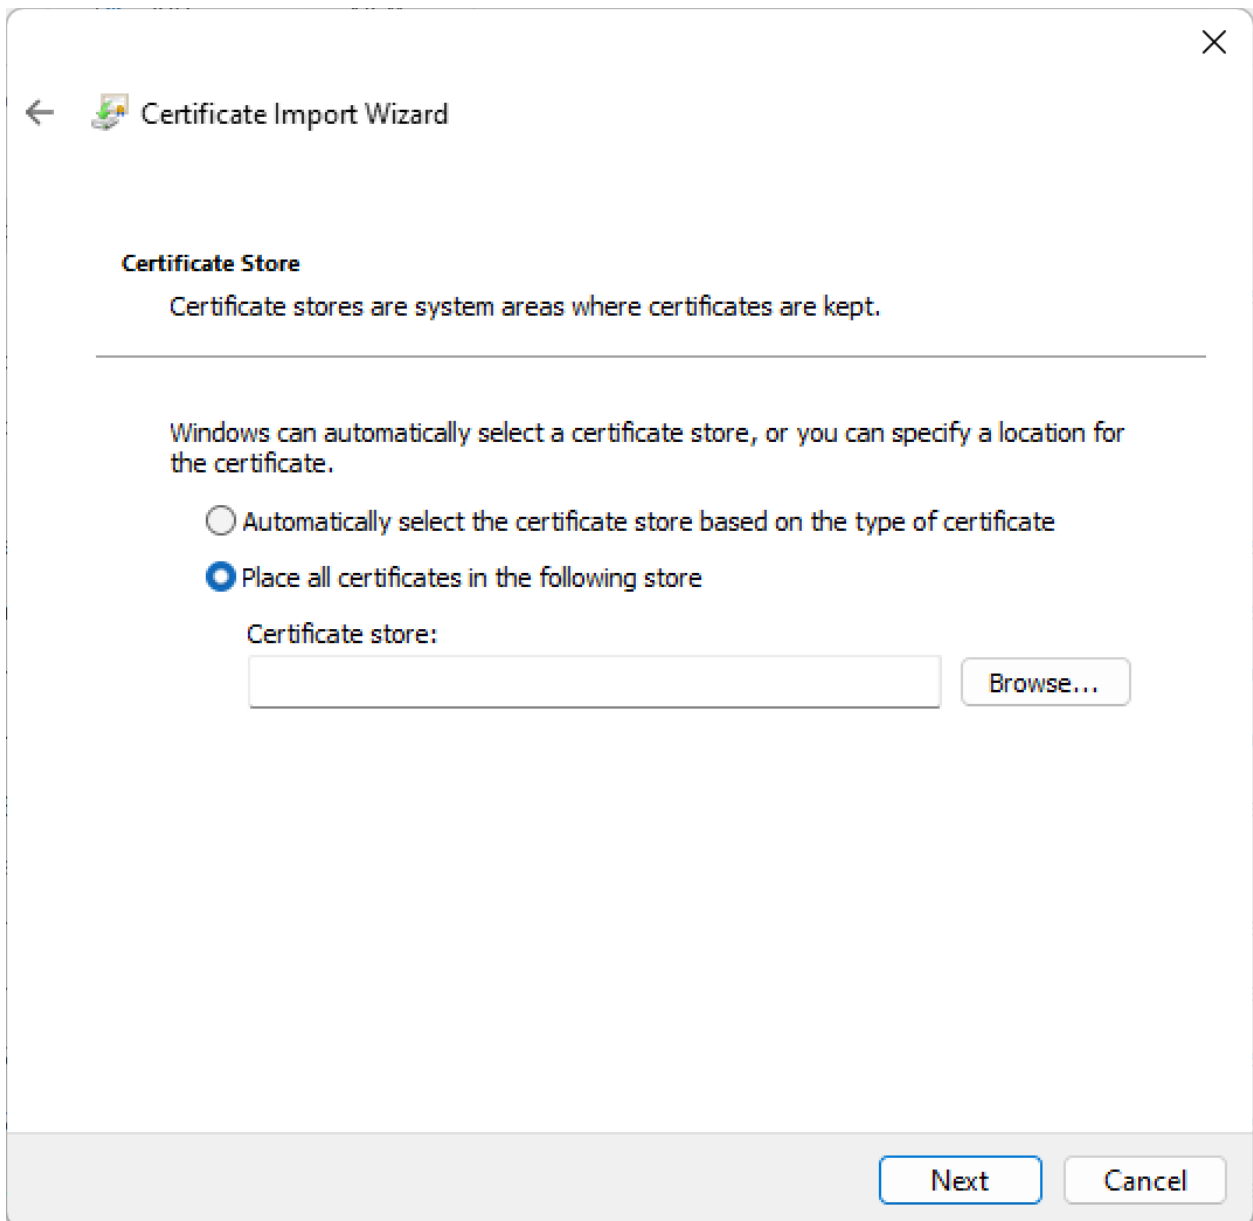 Certificate Import Wizard
Certificate Store
Certificate stores are system areas where certificates are kept.
Windows can automatically select a certificate store, or you can specify a location for
the certificate.
Automatically select the certificate store based on the type of certificate
Place all certificates in the following store
Certificate store:
Browse...
Next
Cancel